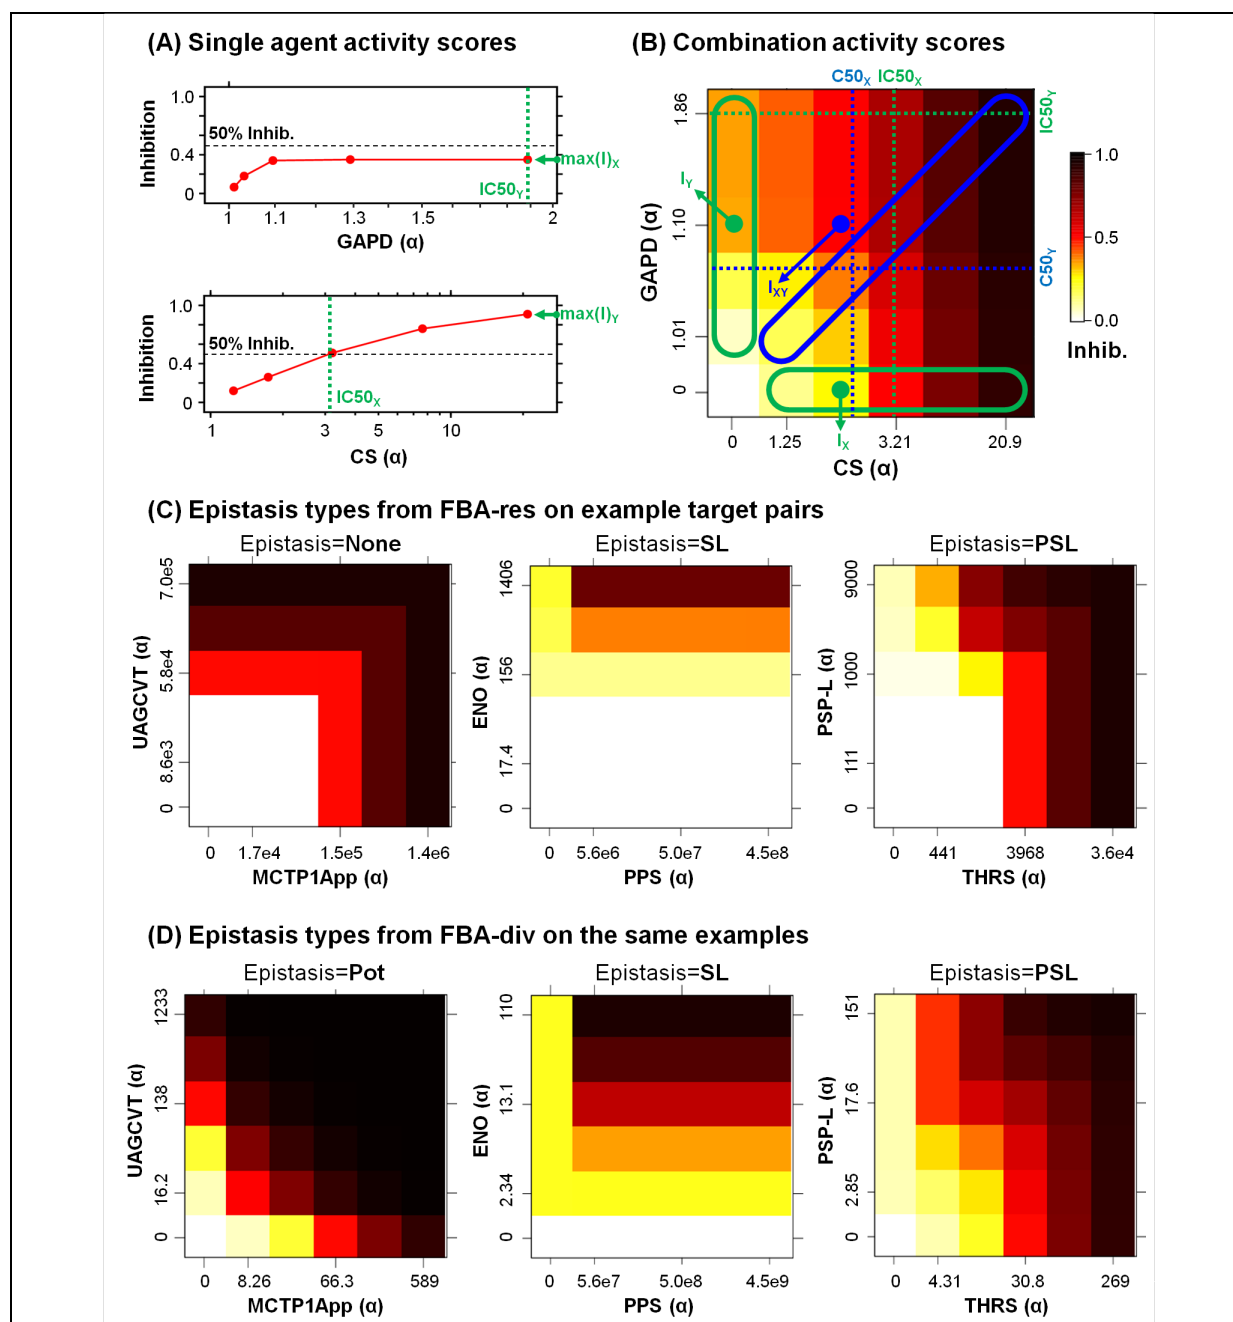 (A) Single agent activity scores
Inhibition
1.0
0.4
0
50% Inhib.
max(I)X
IC50Y
1 1.1 1.3 1.5 2
GAPD (α)
Inhibition
1.0
0.4
0
50% Inhib.
max(I)Y
IC50X
1 3 5 10
CS (α)
(B) Combination activity scores
C50X IC50X
IC50Y
C50Y
GAPD (α)
1.86
1.10
1.01
0
IY
IXY
IX
0 1.25 3.21 20.9
CS (α)
1.0
0.5
0.0
Inhib.
(C) Epistasis types from FBA-res on example target pairs
Epistasis=None
UAGCVT (α)
7.0e5
5.8e4
8.6e3
0
0 1.7e4 1.5e5 1.4e6
MCTP1App (α)
Epistasis=SL
ENO (α)
1406
156
17.4
0
0 5.6e6 5.0e7 4.5e8
PPS (α)
Epistasis=PSL
PSP-L (α)
9000
1000
111
0
0 441 3968 3.6e4
THRS (α)
(D) Epistasis types from FBA-div on the same examples
Epistasis=Pot
UAGCVT (α)
1233
138
16.2
0
0 8.26 66.3 589
MCTP1App (α)
Epistasis=SL
ENO (α)
110
13.1
2.34
0
0 5.6e7 5.0e8 4.5e9
PPS (α)
Epistasis=PSL
PSP-L (α)
151
17.6
2.85
0
0 4.31 30.8 269
THRS (α)